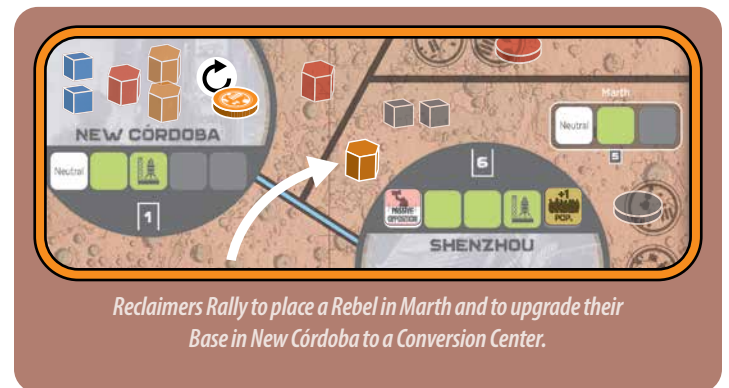 Marth
Neutral
5
NEW CÓRDOBA
Neutral
1
6
MASSIVE
OPPOSITION
+1
POP.
SHENZHOU
Reclaimers Rally to place a Rebel in Marth and to upgrade their
Base in New Córdoba to a Conversion Center.